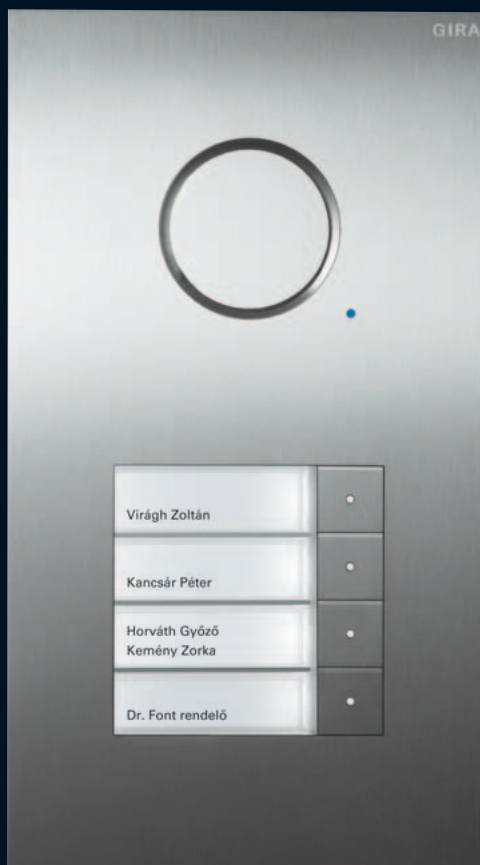 GIRA
Virágh Zoltán
Kancsár Péter
Horváth Győző
Kemény Zorka
Dr. Font rendelő